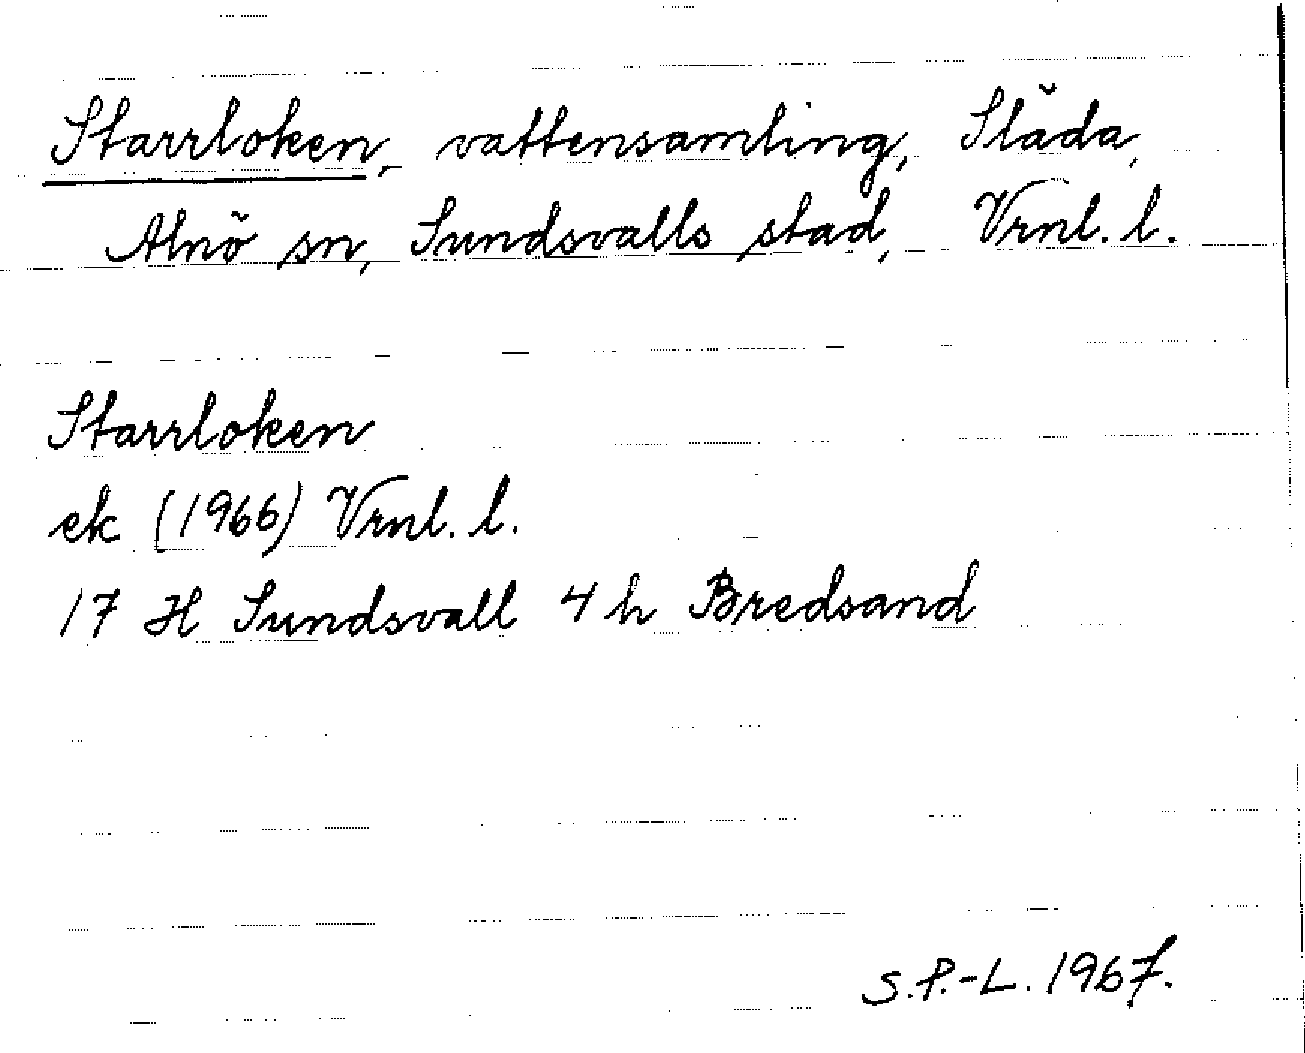 Starrloken, vattensamling, Släda,
Alnö sn, Sundsvalls stad, Vrnl. l.
Starrloken
ek (1966) Vrnl. l.
17 H Sundsvall 4 h Bredsand
S.P.-L. 1967.